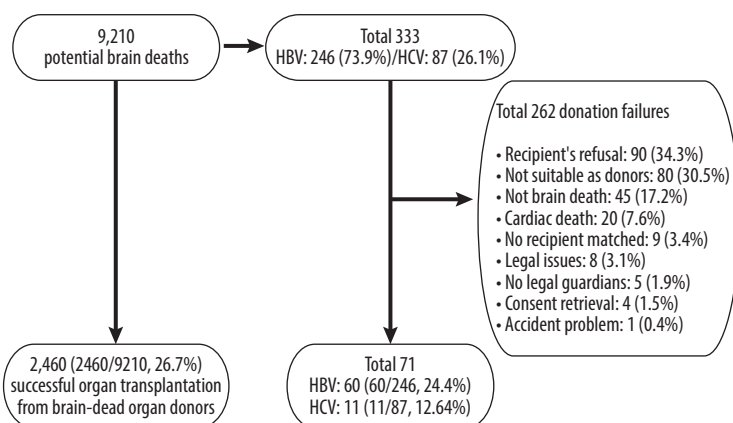 9,210
potential brain deaths
Total 333
HBV: 246 (73.9%)/HCV: 87 (26.1%)
Total 262 donation failures
• Recipient's refusal: 90 (34.3%)
• Not suitable as donors: 80 (30.5%)
• Not brain death: 45 (17.2%)
• Cardiac death: 20 (7.6%)
• No recipient matched: 9 (3.4%)
• Legal issues: 8 (3.1%)
• No legal guardians: 5 (1.9%)
• Consent retrieval: 4 (1.5%)
• Accident problem: 1 (0.4%)
2,460 (2460/9210, 26.7%)
successful organ transplantation
from brain-dead organ donors
Total 71
HBV: 60 (60/246, 24.4%)
HCV: 11 (11/87, 12.64%)